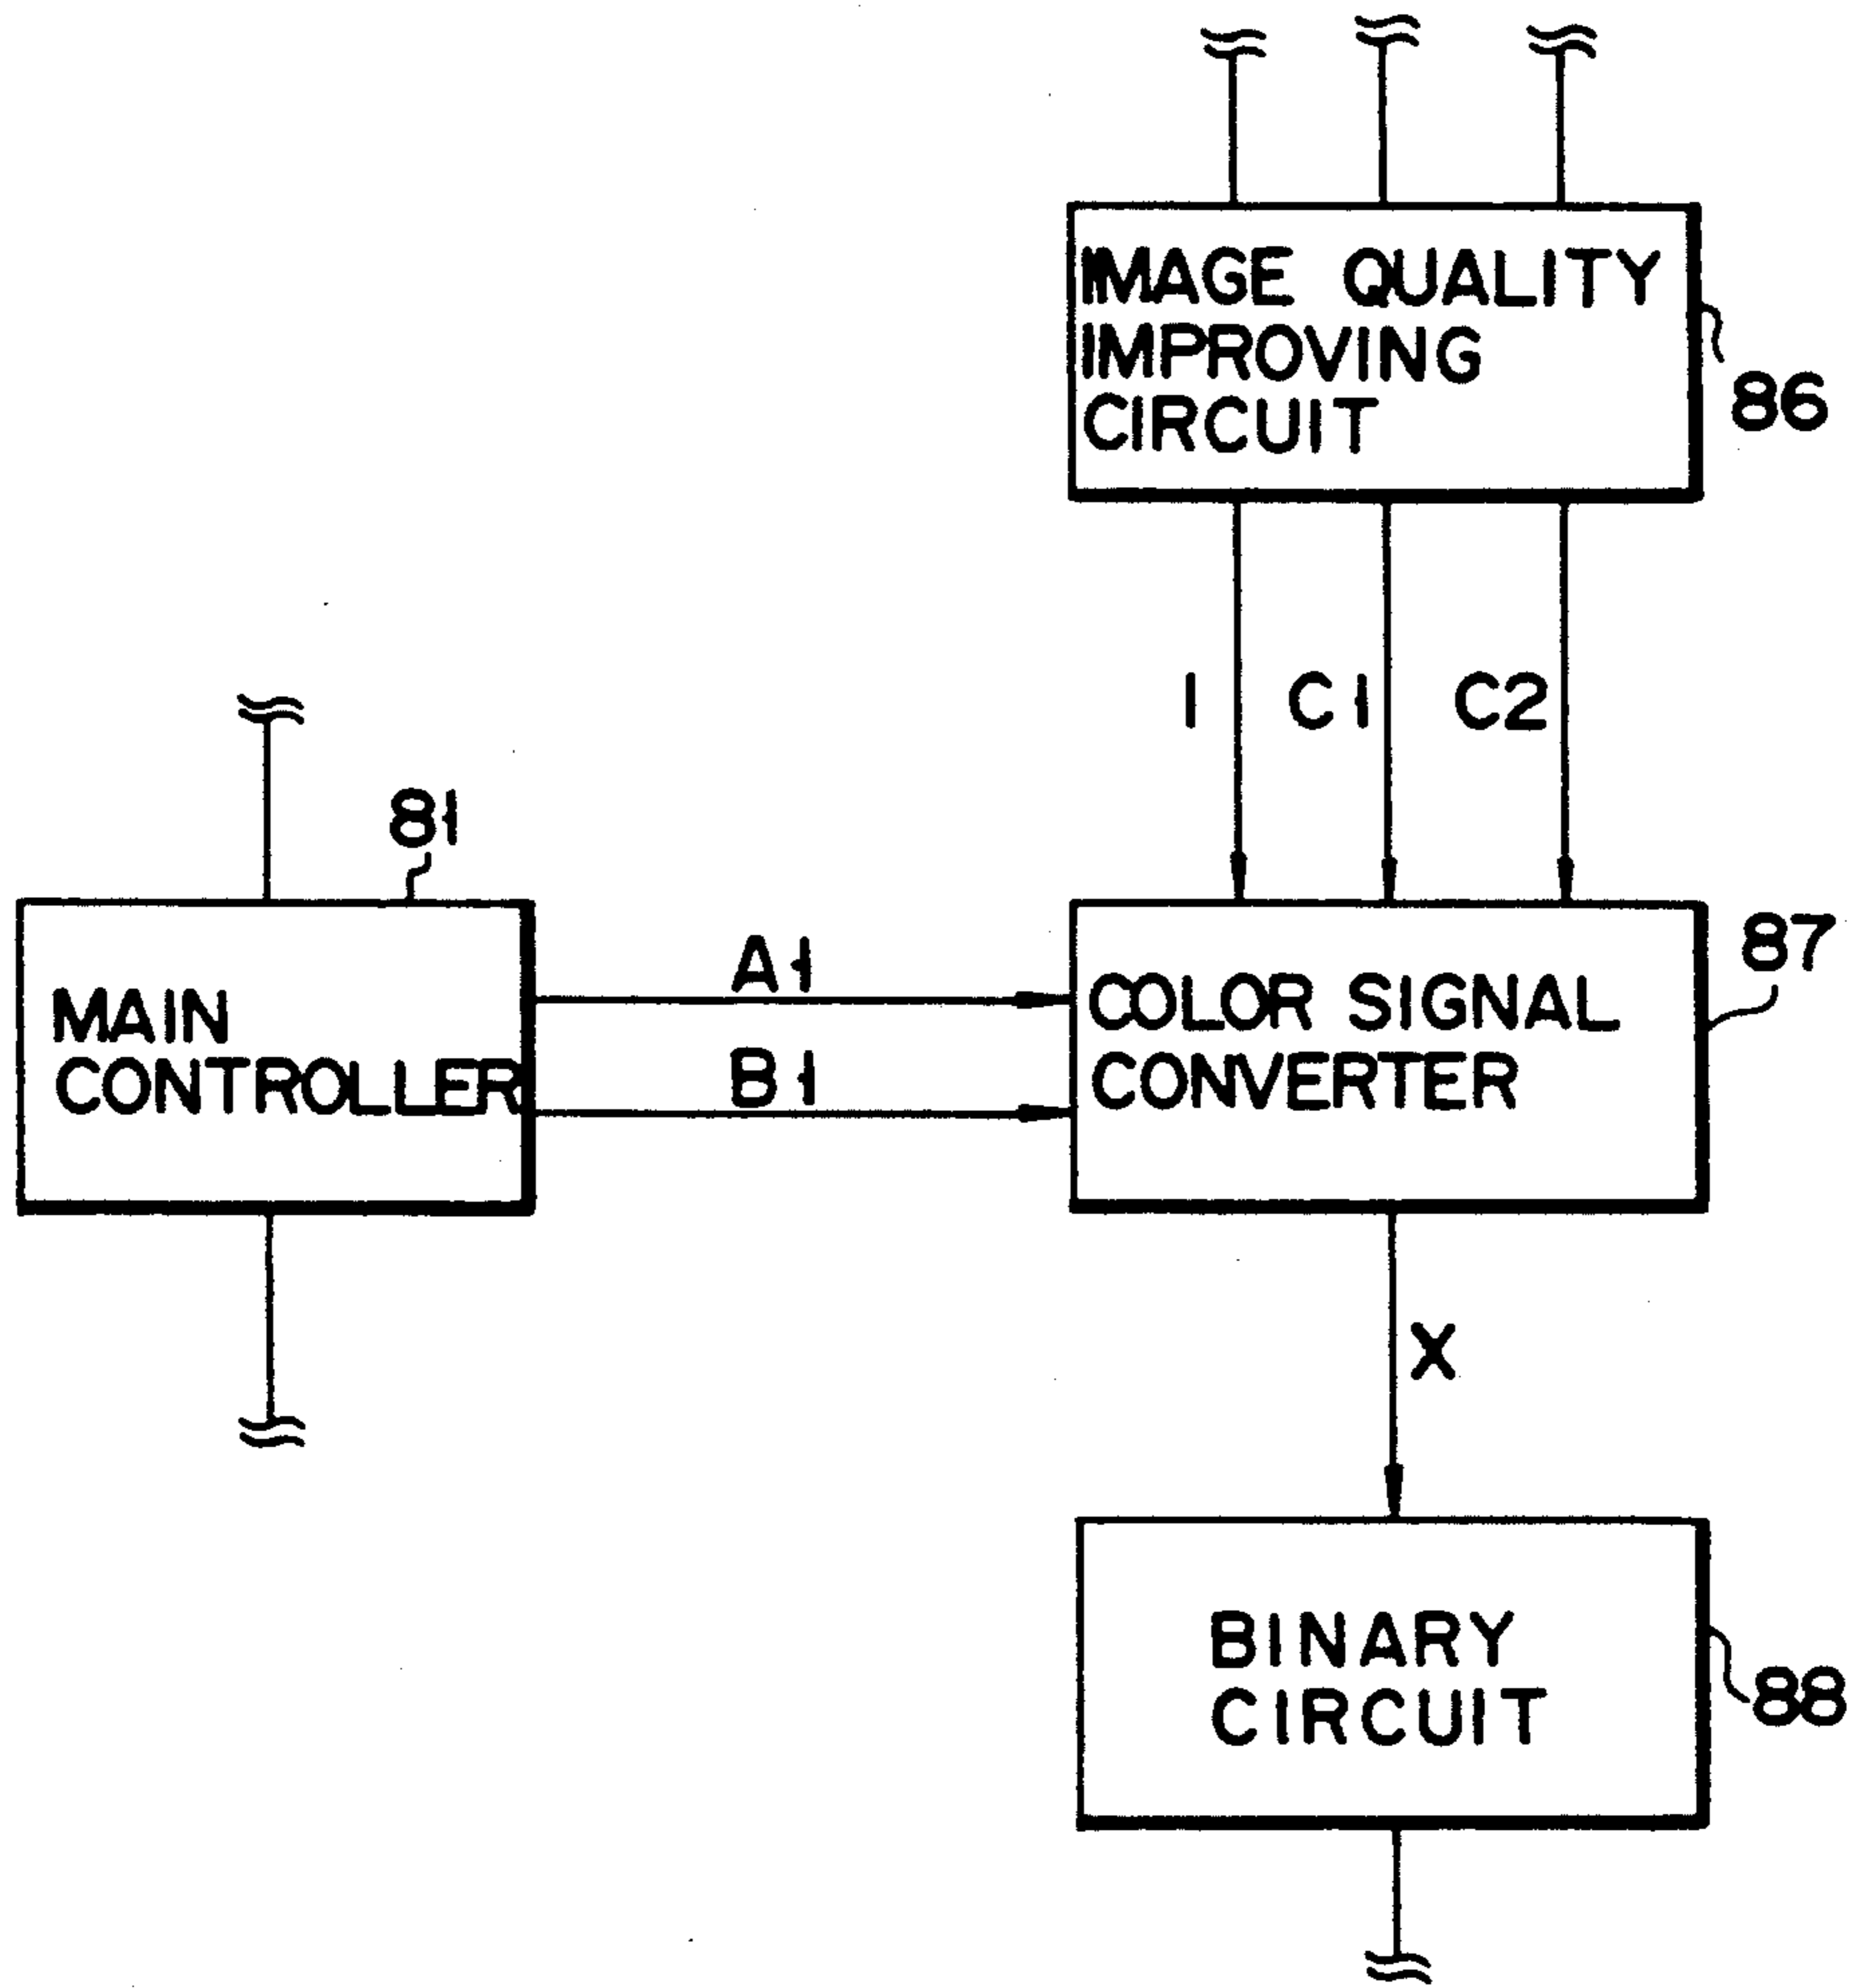 IMAGE QUALITY
IMPROVING
CIRCUIT
86
I
C1
C2
81
MAIN
CONTROLLER
A1
B1
COLOR SIGNAL
CONVERTER
87
X
BINARY
CIRCUIT
88